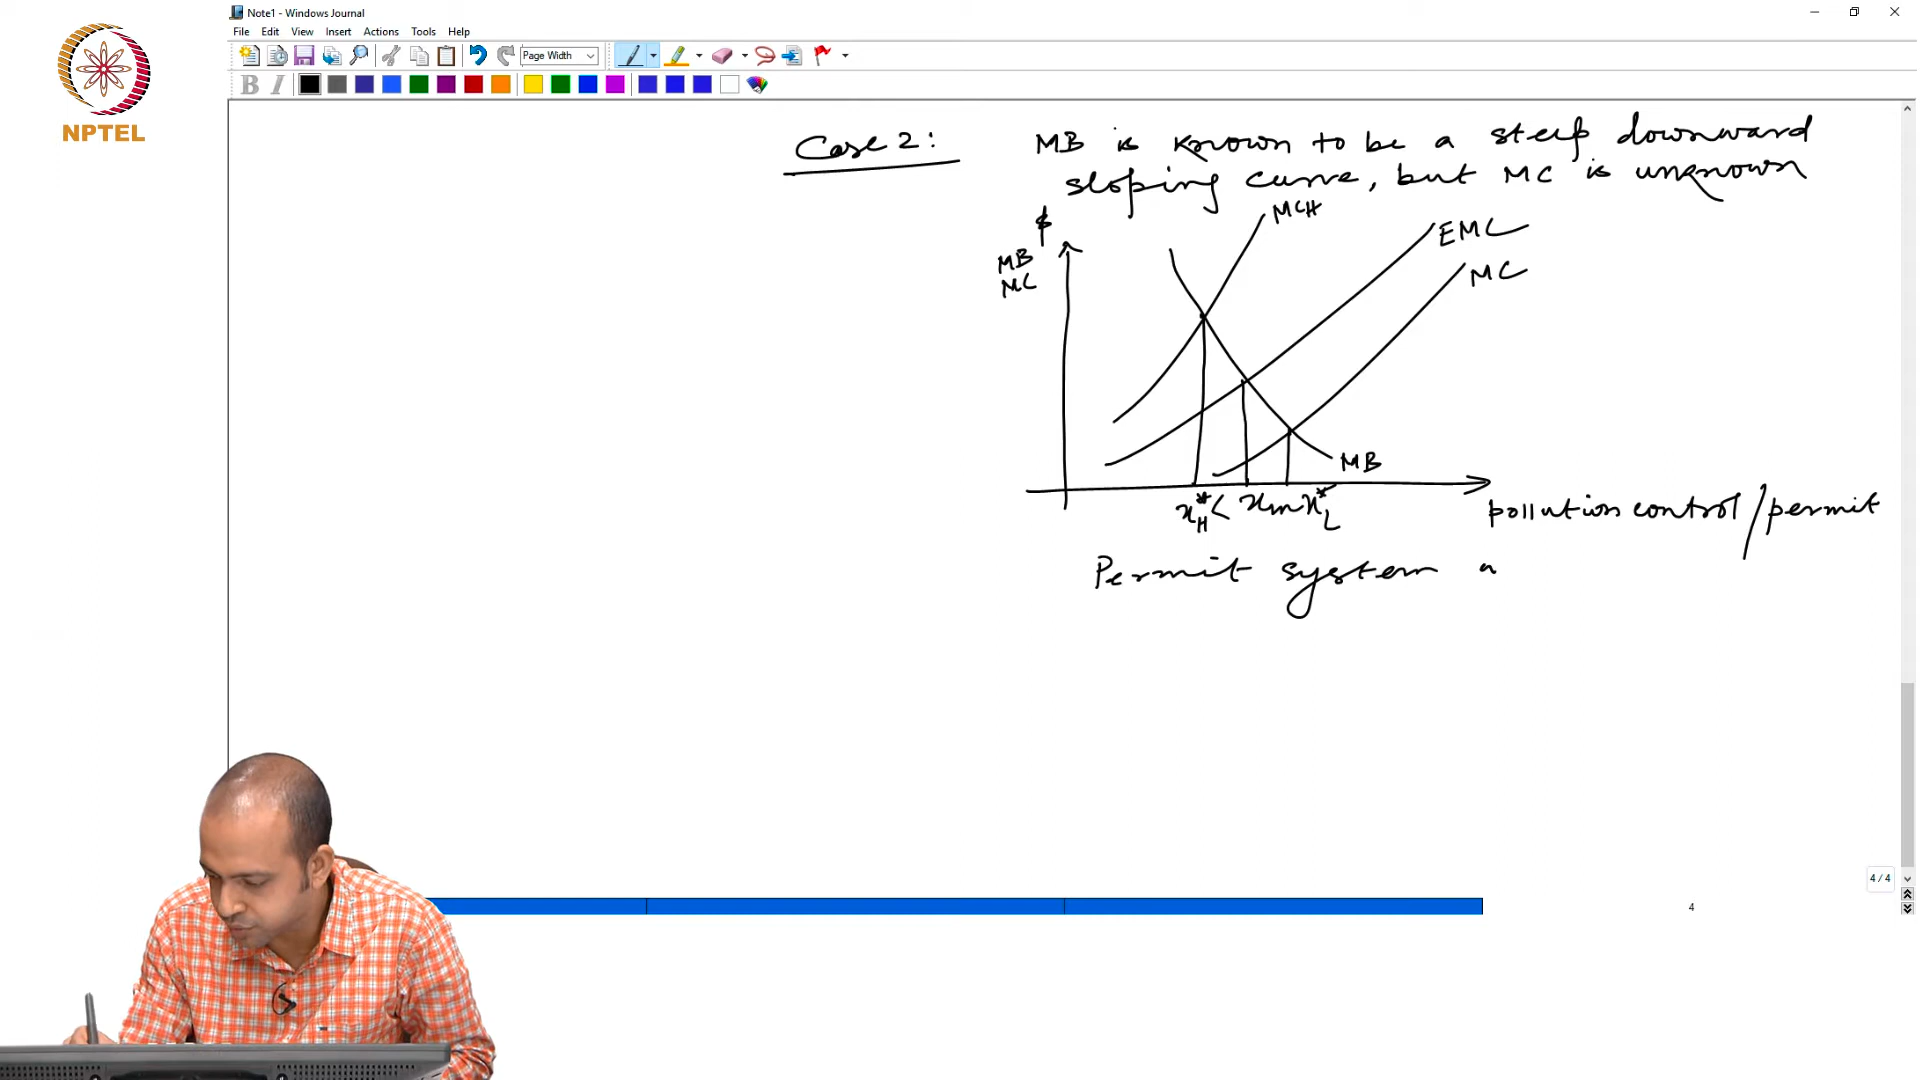 Note1 - Windows Journal
File Edit View Insert Actions Tools Help
Page Width
B I
NPTEL
Case 2: MB is known to be a steep downward
sloping curve, but MC is unknown
$
MCH
EMC
MB
MC
MC
MB
x*H < xm x*L
pollution control/permit
Permit system
4 / 4
4